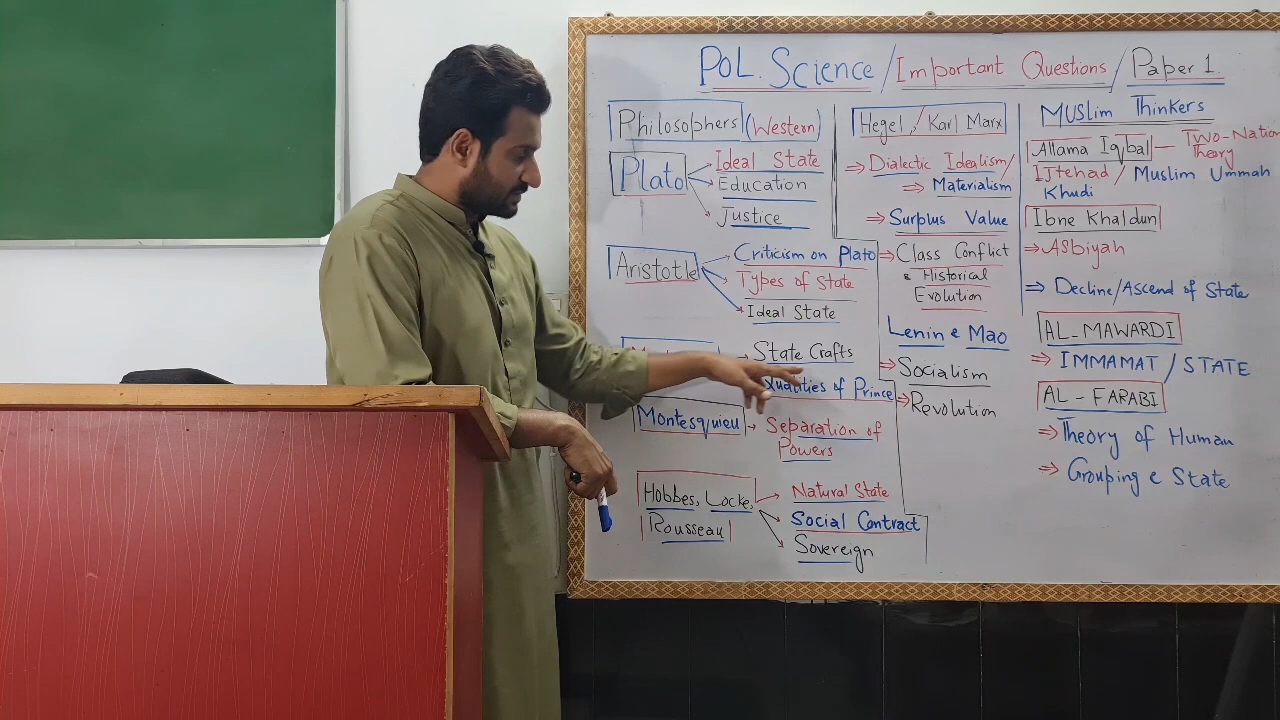 POL. Science / Important Questions / Paper 1.
Philosophers (Western)
Plato
Ideal State
Education
Justice
Aristotle
Criticism on Plato
Types of State
Ideal State
State Crafts
Qualities of Prince
Montesquieu
Separation of
Powers
Hobbes, Locke,
Rousseau
Natural State
Social Contract
Sovereign
Hegel, / Karl Marx
⇒ Dialectic Idealism/
⇒ Materialism
⇒ Surplus Value
⇒ Class Conflict
& Historical
Evolution
Lenin & Mao
⇒ Socialism
⇒ Revolution
Muslim Thinkers
Allama Iqbal — Two-Nation
Theory
Ijtehad / Muslim Ummah
Khudi
Ibne Khaldun
⇒ Asbiyah
⇒ Decline/Ascend of State
AL-MAWARDI
⇒ IMMAMAT / STATE
AL-FARABI
⇒ Theory of Human
⇒ Grouping & State